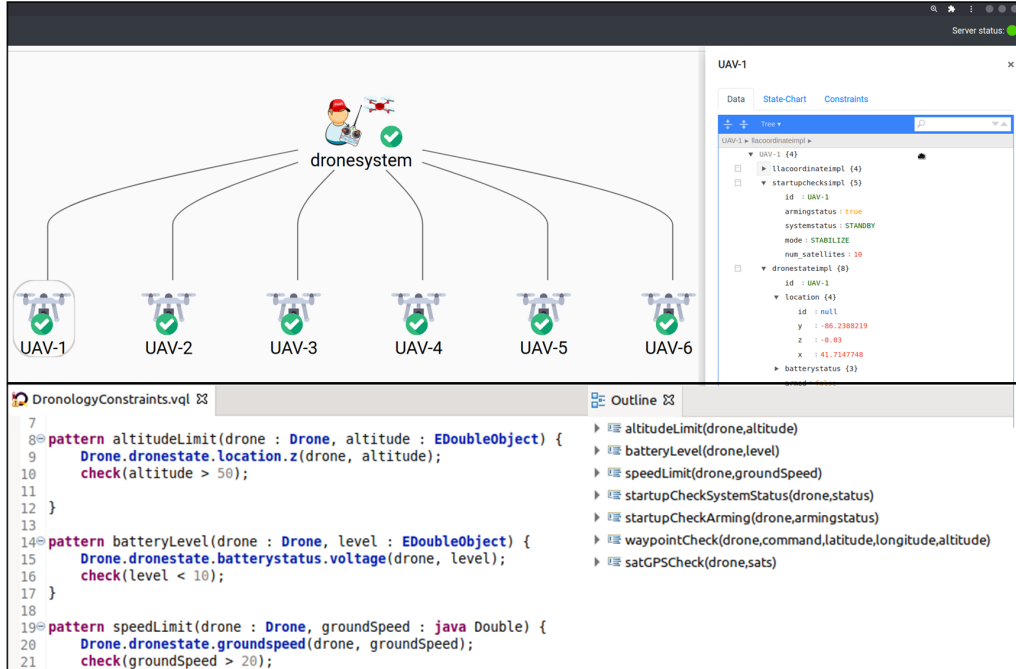 Server status:
dronesystem
UAV-1
UAV-2
UAV-3
UAV-4
UAV-5
UAV-6
UAV-1 ×
Data State-Chart Constraints
Tree ▾
UAV-1 ▸ llacoordinateimpl ▸
▼ UAV-1 {4}
▶ llacoordinateimpl {4}
▼ startupchecksimpl {5}
id : UAV-1
armingstatus : true
systemstatus : STANDBY
mode : STABILIZE
num_satellites : 10
▼ dronestateimpl {8}
id : UAV-1
▼ location {4}
id : null
y : -86.2388219
z : -0.03
x : 41.7147748
▶ batterystatus {3}
DronologyConstraints.vql
7
8 pattern altitudeLimit(drone : Drone, altitude : EDoubleObject) {
9 Drone.dronestate.location.z(drone, altitude);
10 check(altitude > 50);
11
12 }
13
14 pattern batteryLevel(drone : Drone, level : EDoubleObject) {
15 Drone.dronestate.batterystatus.voltage(drone, level);
16 check(level < 10);
17 }
18
19 pattern speedLimit(drone : Drone, groundSpeed : java Double) {
20 Drone.dronestate.groundspeed(drone, groundSpeed);
21 check(groundSpeed > 20);
Outline
altitudeLimit(drone,altitude)
batteryLevel(drone,level)
speedLimit(drone,groundSpeed)
startupCheckSystemStatus(drone,status)
startupCheckArming(drone,armingstatus)
waypointCheck(drone,command,latitude,longitude,altitude)
satGPSCheck(drone,sats)